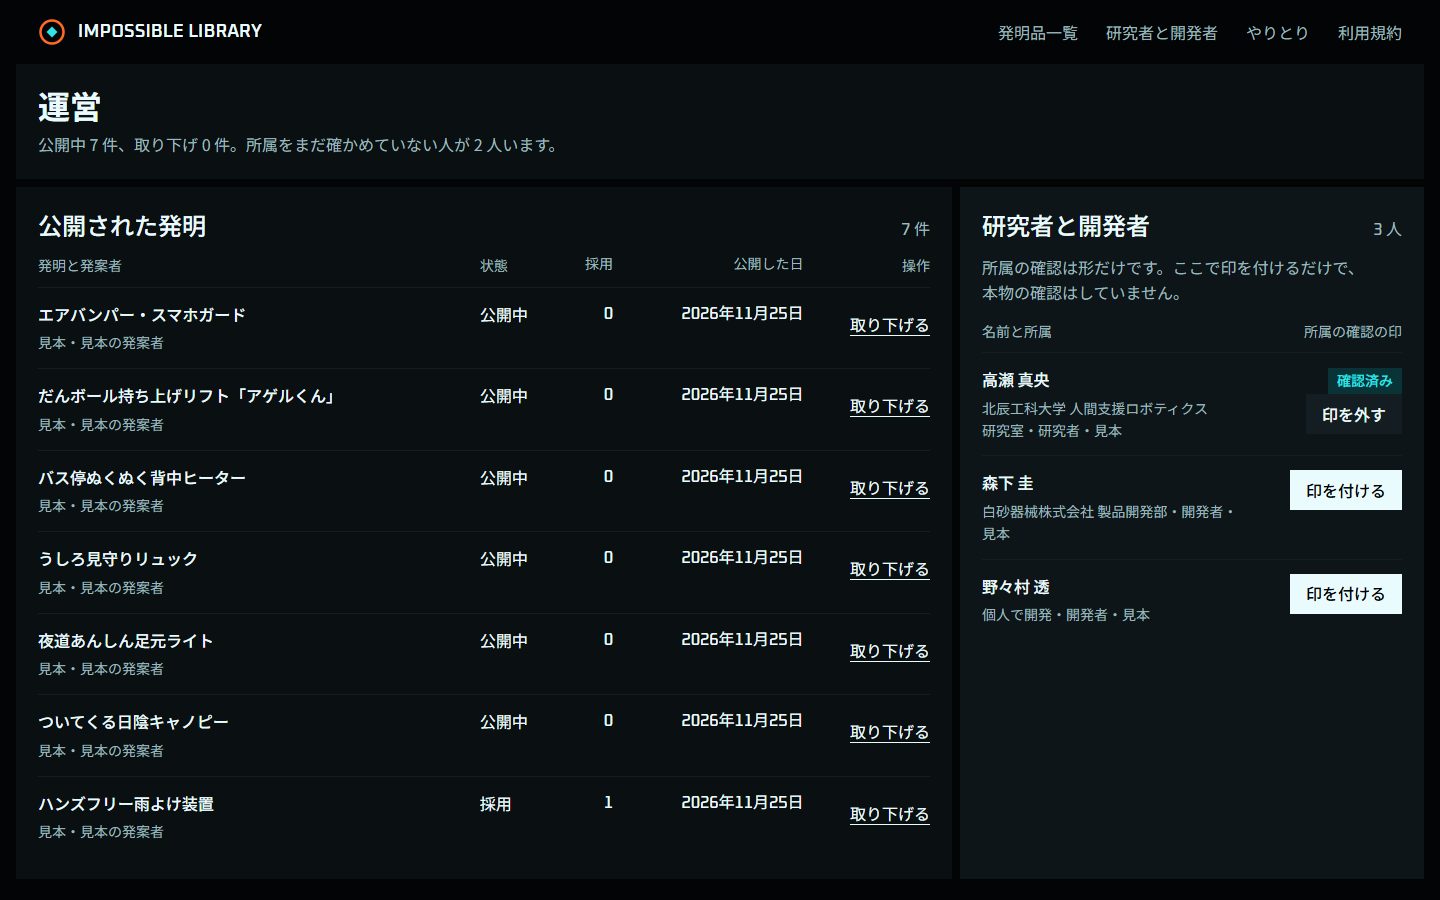 IMPOSSIBLE LIBRARY
発明品一覧 研究者と開発者 やりとり 利用規約
運営
公開中 7 件、取り下げ 0 件。所属をまだ確かめていない人が 2 人います。
公開された発明 7 件
発明と発案者 状態 採用 公開した日 操作
エアバンパー・スマホガード 公開中 0 2026年11月25日 取り下げる
見本・見本の発案者
だんボール持ち上げリフト「アゲルくん」 公開中 0 2026年11月25日 取り下げる
見本・見本の発案者
バス停ぬくぬく背中ヒーター 公開中 0 2026年11月25日 取り下げる
見本・見本の発案者
うしろ見守りリュック 公開中 0 2026年11月25日 取り下げる
見本・見本の発案者
夜道あんしん足元ライト 公開中 0 2026年11月25日 取り下げる
見本・見本の発案者
ついてくる日陰キャノピー 公開中 0 2026年11月25日 取り下げる
見本・見本の発案者
ハンズフリー雨よけ装置 採用 1 2026年11月25日 取り下げる
見本・見本の発案者
研究者と開発者 3 人
所属の確認は形だけです。ここで印を付けるだけで、
本物の確認はしていません。
名前と所属 所属の確認の印
高瀬 真央 確認済み
北辰工科大学 人間支援ロボティクス 印を外す
研究室・研究者・見本
森下 圭 印を付ける
白砂器械株式会社 製品開発部・開発者・
見本
野々村 透 印を付ける
個人で開発・開発者・見本